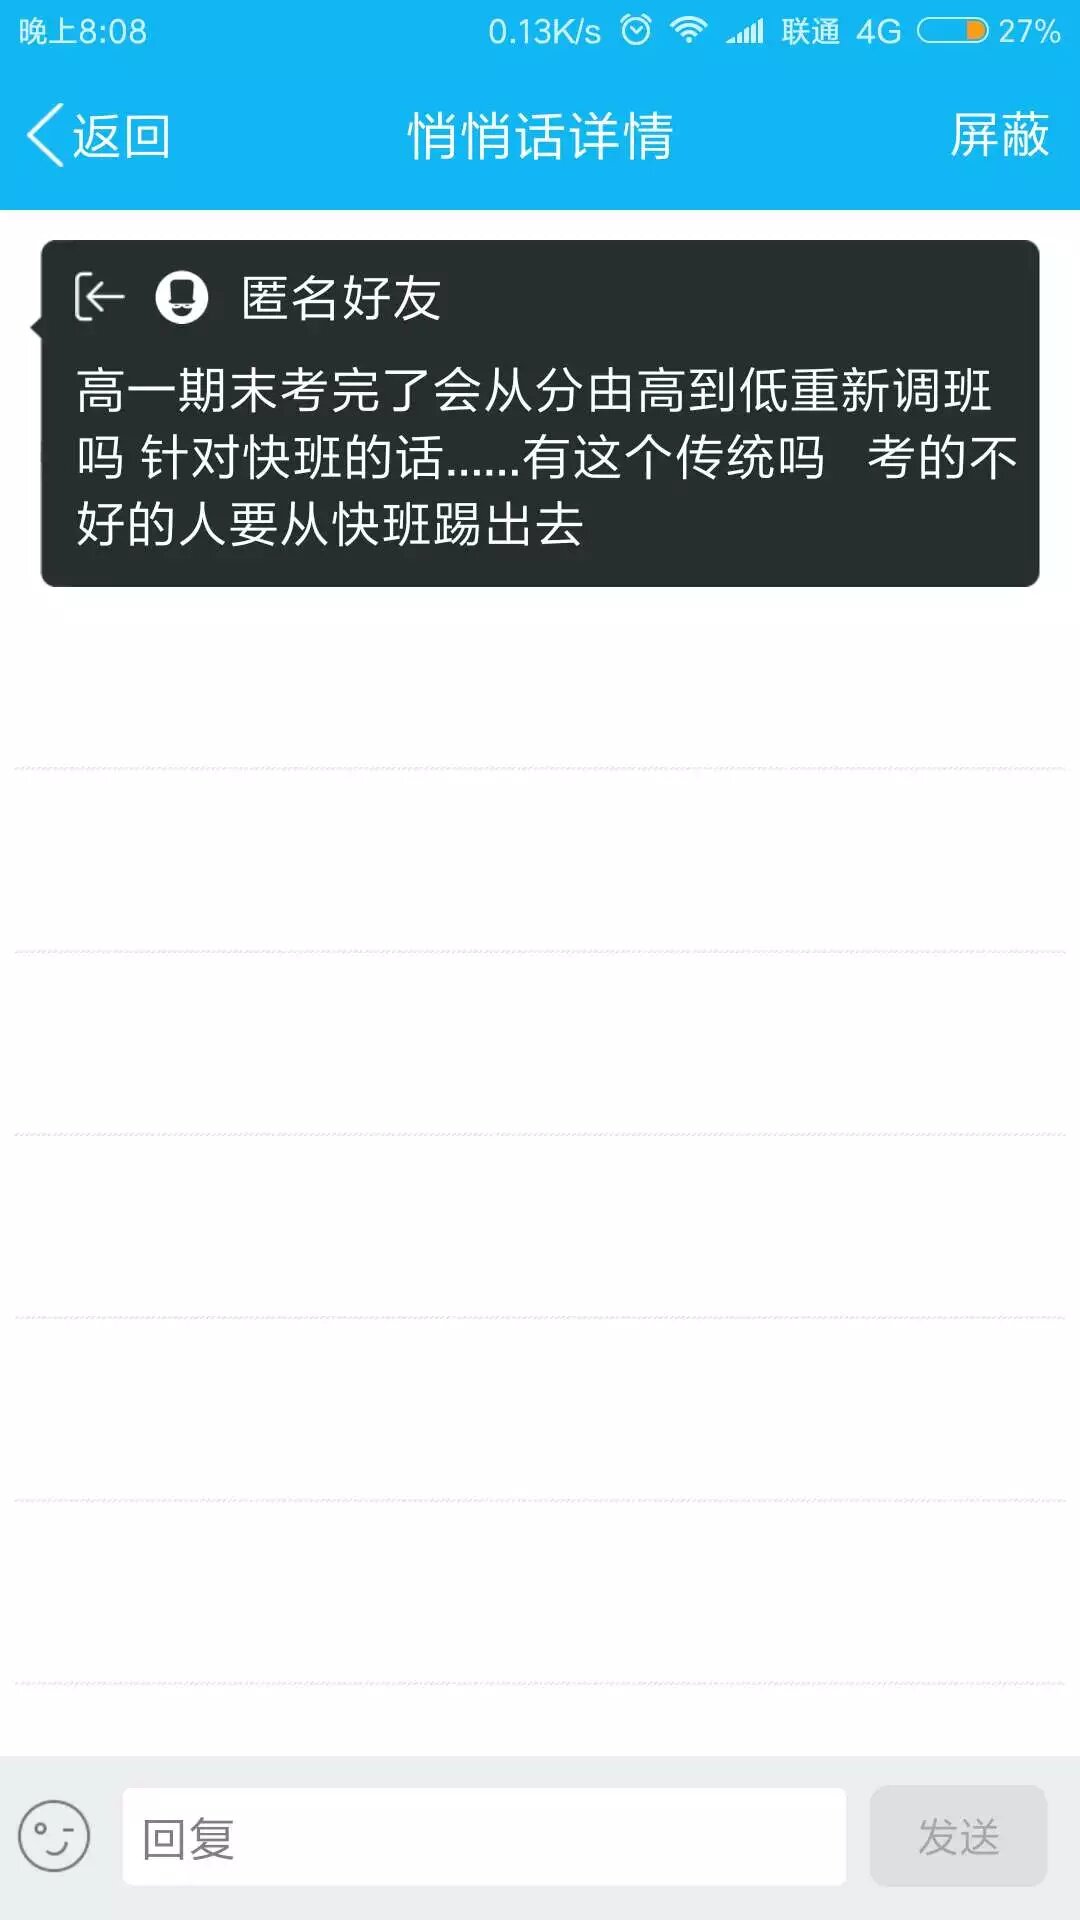 晚上8:08 0.13K/s 联通 4G 27%
返回 悄悄话详情 屏蔽
匿名好友
高一期末考完了会从分由高到低重新调班
吗 针对快班的话......有这个传统吗 考的不
好的人要从快班踢出去
回复 发送